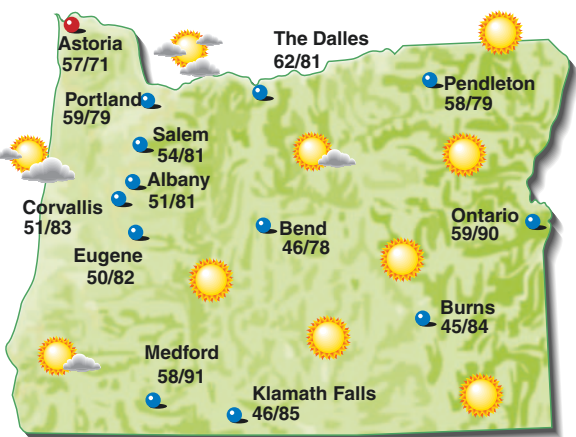 Astoria
57/71
The Dalles
62/81
Pendleton
58/79
Portland
59/79
Salem
54/81
Albany
51/81
Corvallis
51/83
Ontario
59/90
Bend
46/78
Eugene
50/82
Burns
45/84
Medford
58/91
Klamath Falls
46/85